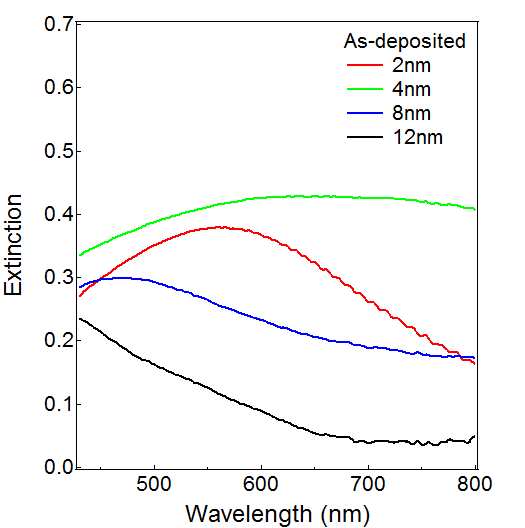 0.7
0.6
0.5
0.4
0.3
0.2
0.1
0.0
Extinction
As-deposited
2nm
4nm
8nm
12nm
500 600 700 800
Wavelength (nm)